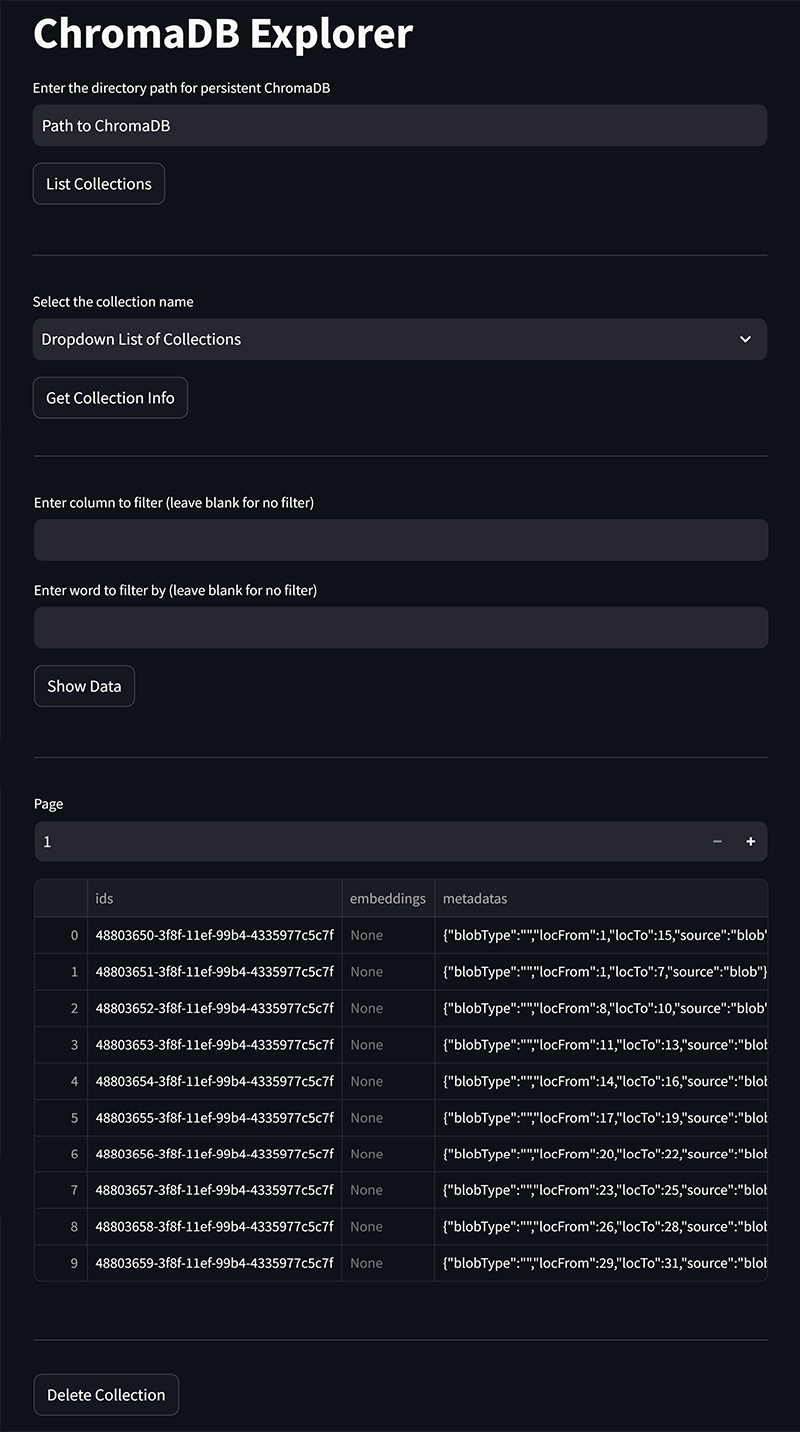 ChromaDB Explorer
Enter the directory path for persistent ChromaDB
Path to ChromaDB
List Collections
Select the collection name
Dropdown List of Collections
Get Collection Info
Enter column to filter (leave blank for no filter)
Enter word to filter by (leave blank for no filter)
Show Data
Page
1 − +
ids embeddings metadatas
0 48803650-3f8f-11ef-99b4-4335977c5c7f None {"blobType":"","locFrom":1,"locTo":15,"source":"blob"
1 48803651-3f8f-11ef-99b4-4335977c5c7f None {"blobType":"","locFrom":1,"locTo":7,"source":"blob"}
2 48803652-3f8f-11ef-99b4-4335977c5c7f None {"blobType":"","locFrom":8,"locTo":10,"source":"blob"
3 48803653-3f8f-11ef-99b4-4335977c5c7f None {"blobType":"","locFrom":11,"locTo":13,"source":"blob
4 48803654-3f8f-11ef-99b4-4335977c5c7f None {"blobType":"","locFrom":14,"locTo":16,"source":"blob
5 48803655-3f8f-11ef-99b4-4335977c5c7f None {"blobType":"","locFrom":17,"locTo":19,"source":"blob
6 48803656-3f8f-11ef-99b4-4335977c5c7f None {"blobType":"","locFrom":20,"locTo":22,"source":"blob
7 48803657-3f8f-11ef-99b4-4335977c5c7f None {"blobType":"","locFrom":23,"locTo":25,"source":"blob
8 48803658-3f8f-11ef-99b4-4335977c5c7f None {"blobType":"","locFrom":26,"locTo":28,"source":"blob
9 48803659-3f8f-11ef-99b4-4335977c5c7f None {"blobType":"","locFrom":29,"locTo":31,"source":"blob
Delete Collection